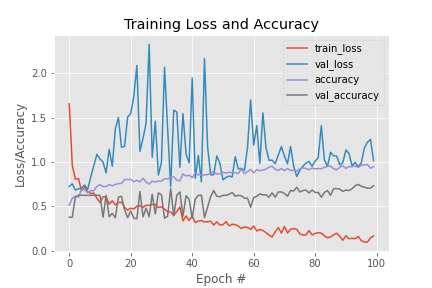 Training Loss and Accuracy
train_loss
val_loss
accuracy
val_accuracy
Loss/Accuracy
2.0
1.5
1.0
0.5
0.0
0 20 40 60 80 100
Epoch #